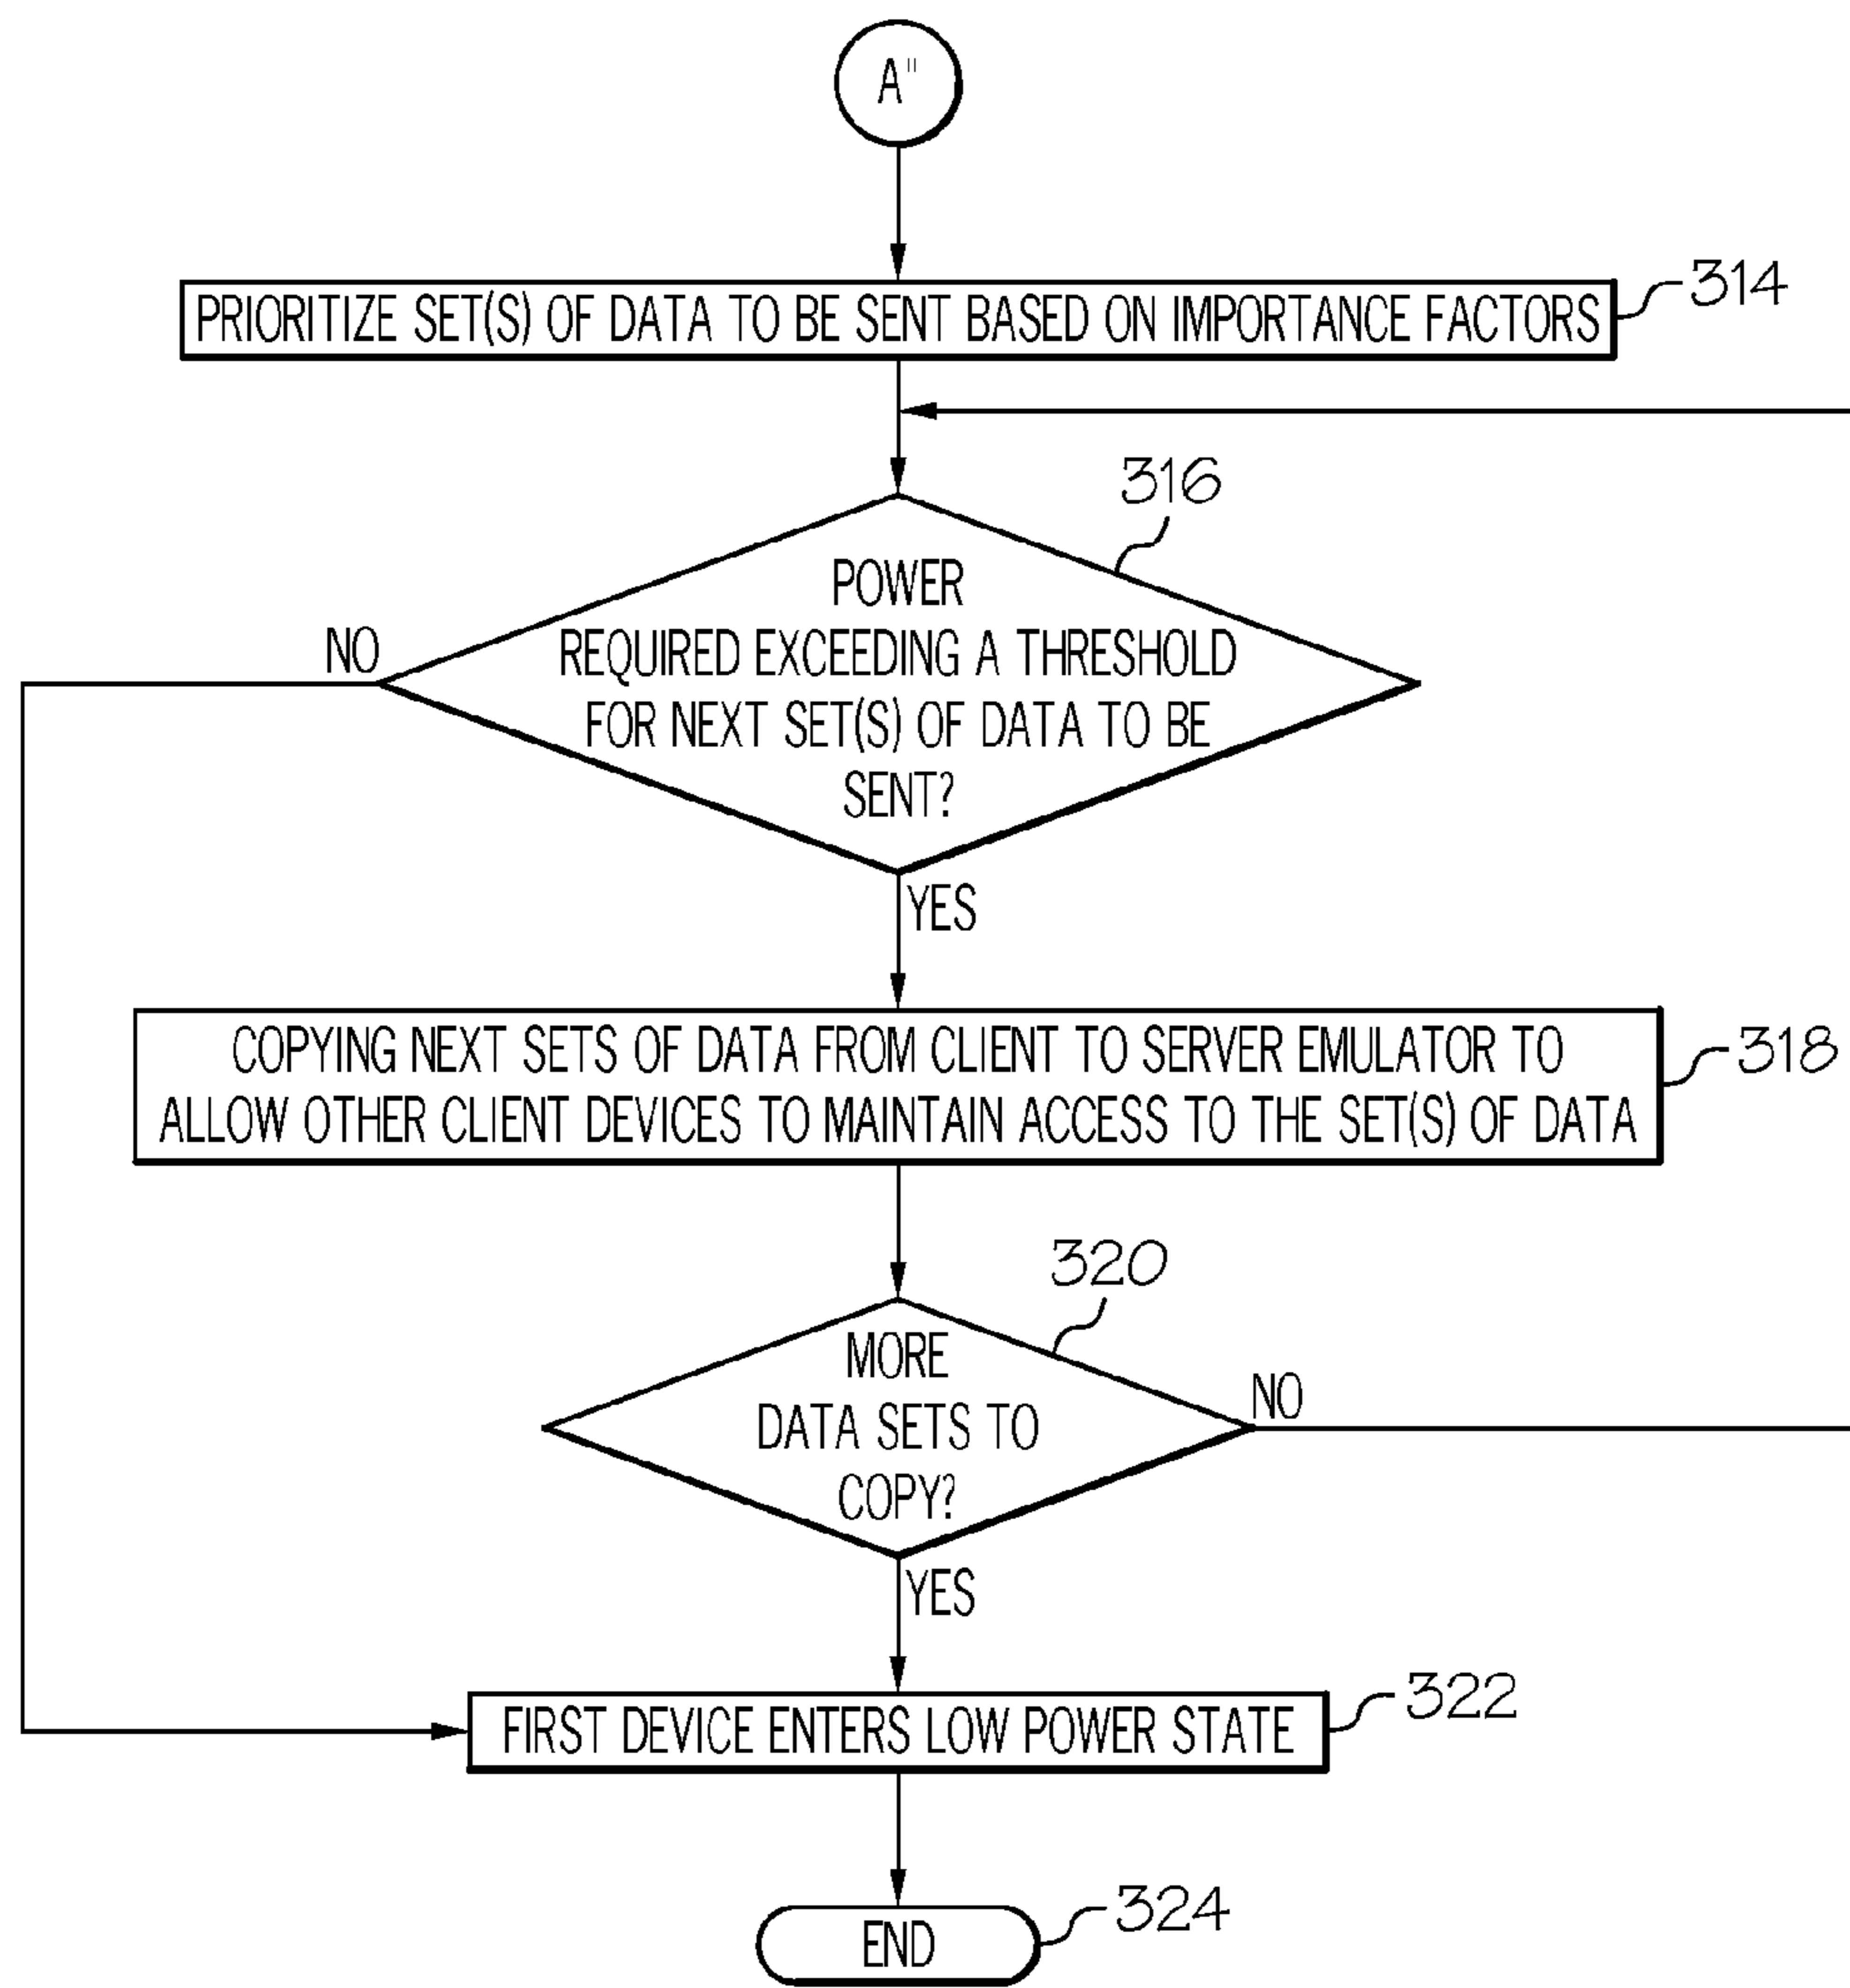 A"
PRIORITIZE SET(S) OF DATA TO BE SENT BASED ON IMPORTANCE FACTORS
314
316
POWER
REQUIRED EXCEEDING A THRESHOLD
FOR NEXT SET(S) OF DATA TO BE
SENT?
NO
YES
COPYING NEXT SETS OF DATA FROM CLIENT TO SERVER EMULATOR TO
ALLOW OTHER CLIENT DEVICES TO MAINTAIN ACCESS TO THE SET(S) OF DATA
318
320
MORE
DATA SETS TO
COPY?
NO
YES
FIRST DEVICE ENTERS LOW POWER STATE
322
END
324